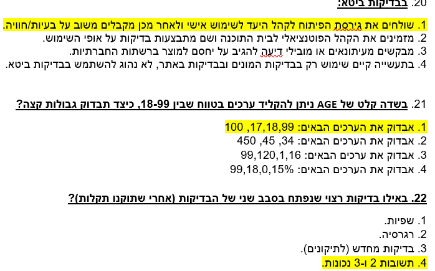 20. בבדיקות ביטא:
1. שולחים את גירסת הפיתוח לקהל היעד לשימוש אישי ולאחר מכן מקבלים משוב על בעיות/חוויה.
2. מזמינים את הקהל הפוטנציאלי לבית התוכנה ושם מתבצעות בדיקות על אופי השימוש.
3. מבקשים מעיתונאים או מובילי דיעה להגיב על יחסם למוצר ברשתות החברתיות.
4. בתעשייה קיים שימוש רק בבדיקות המונים ובבדיקות באתר, לא נהוג להשתמש בבדיקות ביטא.
21. בשדה קלט של AGE ניתן להקליד ערכים בטווח שבין 18-99, כיצד תבדוק גבולות קצה?
1. אבדוק את הערכים הבאים: 17,18,99, 100
2. אבדוק את הערכים הבאים: 34, 45, 450
3. אבדוק את ערכים הבאים: 99,120,1,16
4. אבדוק את הערכים הבאים: 99,18,0,15%
22. באילו בדיקות רצוי שנפתח בסבב שני של הבדיקות (אחרי שתוקנו תקלות)?
1. שפיות.
2. רגרסיה.
3. בדיקות מחדש (לתיקונים).
4. תשובות 2 ו-3 נכונות.